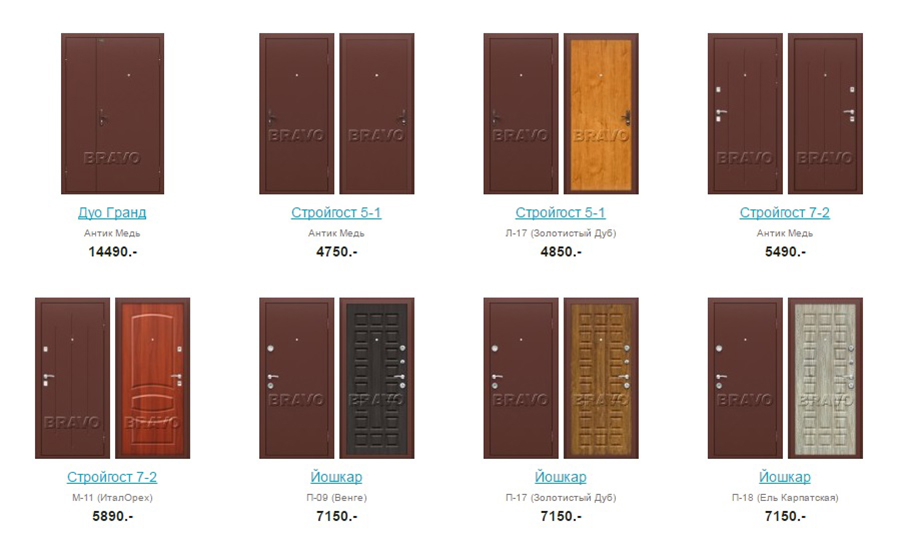 BRAVO
BRAVO BRAVO
BRAVO BRAVO
BRAVO BRAVO
Дуо Гранд
Антик Медь
14490.-
Стройгост 5-1
Антик Медь
4750.-
Стройгост 5-1
Л-17 (Золотистый Дуб)
4850.-
Стройгост 7-2
Антик Медь
5490.-
BRAVO BRAVO
BRAVO BRAVO
BRAVO BRAVO
BRAVO BRAVO
Стройгост 7-2
М-11 (ИталОрех)
5890.-
Йошкар
П-09 (Венге)
7150.-
Йошкар
П-17 (Золотистый Дуб)
7150.-
Йошкар
П-18 (Ель Карпатская)
7150.-